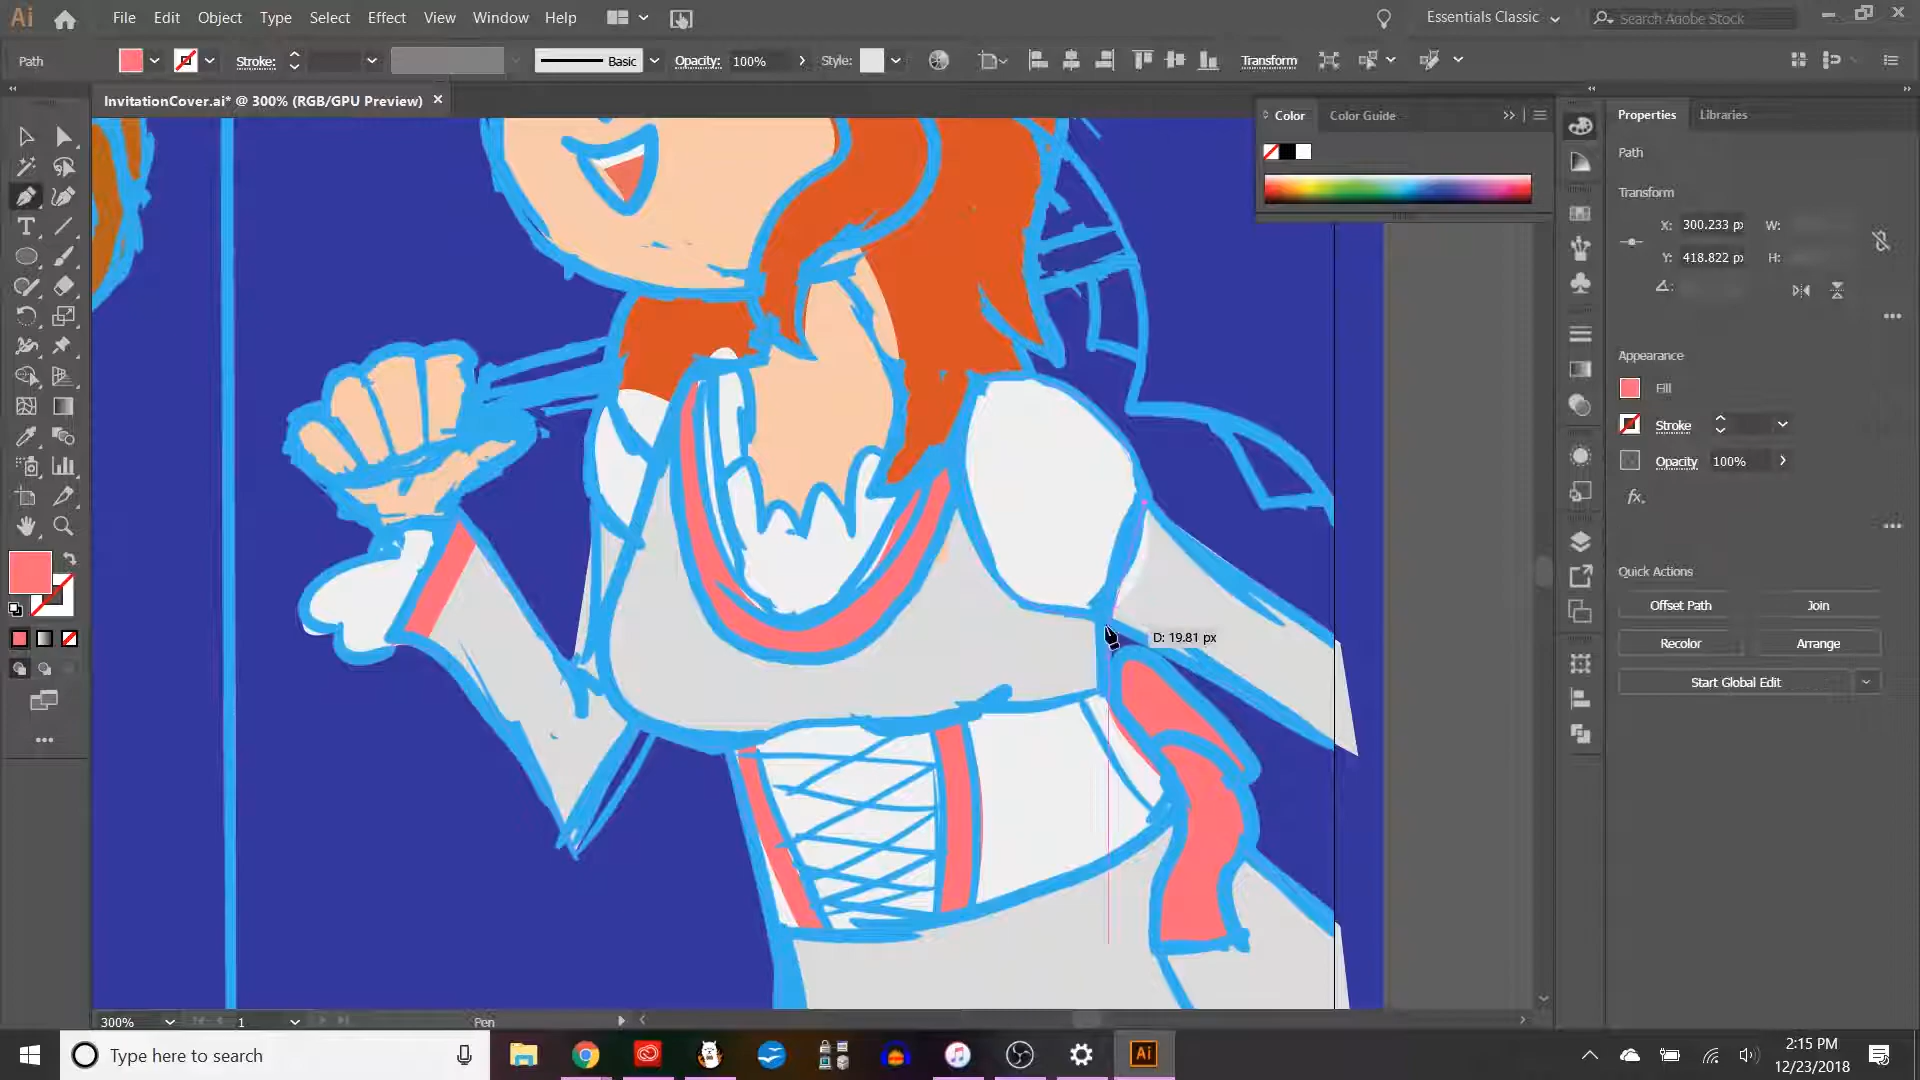 Ai File Edit Object Type Select Effect View Window Help Essentials Classic Search Adobe Stock
Path Stroke: Basic Opacity: 100% Style: Transform
InvitationCover.ai* @ 300% (RGB/GPU Preview) ×
Color Color Guide
Properties Libraries
Path
Transform
X: 300.233 px W:
Y: 418.822 px H:
Appearance
Fill
Stroke
Opacity 100%
fx.
Quick Actions
Offset Path Join
Recolor Arrange
Start Global Edit
D: 19.81 px
300% 1 Pen
Type here to search
Ai
2:15 PM
12/23/2018